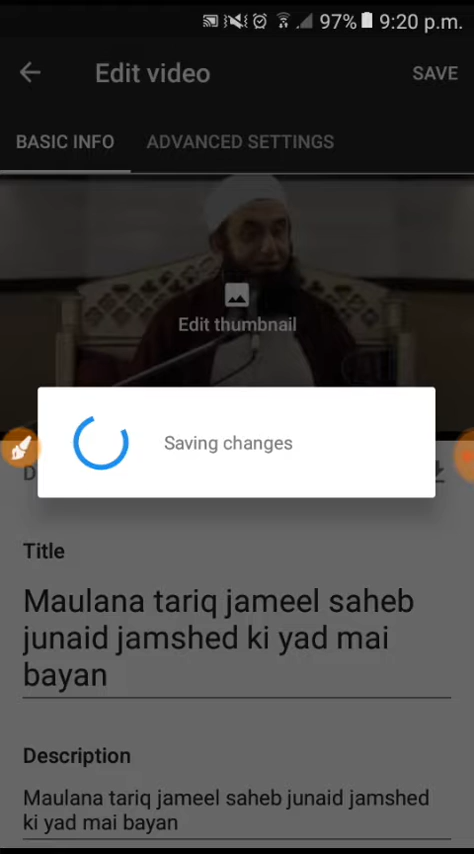 97% 9:20 p.m.
Edit video SAVE
BASIC INFO ADVANCED SETTINGS
Edit thumbnail
Saving changes
D
Title
Maulana tariq jameel saheb
junaid jamshed ki yad mai
bayan
Description
Maulana tariq jameel saheb junaid jamshed
ki yad mai bayan